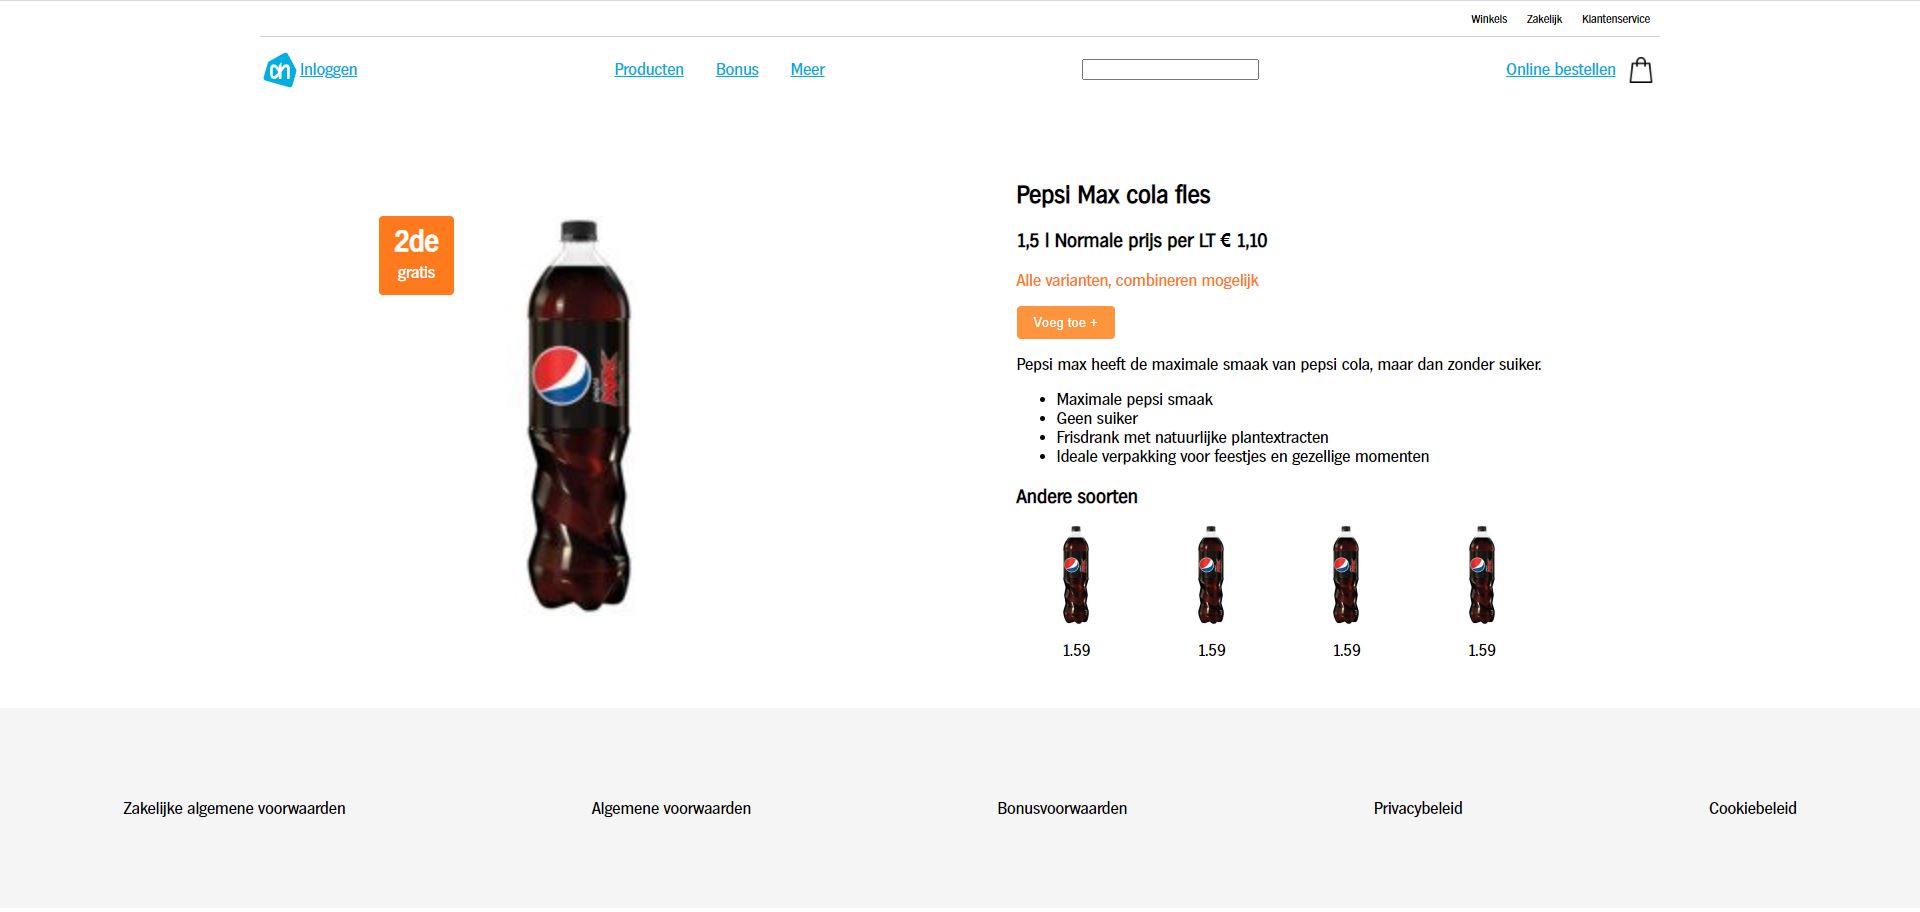 Winkels Zakelijk Klantenservice
ah Inloggen Producten Bonus Meer Online bestellen
2de
gratis
pepsi MAX
Pepsi Max cola fles
1,5 l Normale prijs per LT € 1,10
Alle varianten, combineren mogelijk
Voeg toe +
Pepsi max heeft de maximale smaak van pepsi cola, maar dan zonder suiker.
• Maximale pepsi smaak
• Geen suiker
• Frisdrank met natuurlijke plantextracten
• Ideale verpakking voor feestjes en gezellige momenten
Andere soorten
1.59 1.59 1.59 1.59
Zakelijke algemene voorwaarden Algemene voorwaarden Bonusvoorwaarden Privacybeleid Cookiebeleid